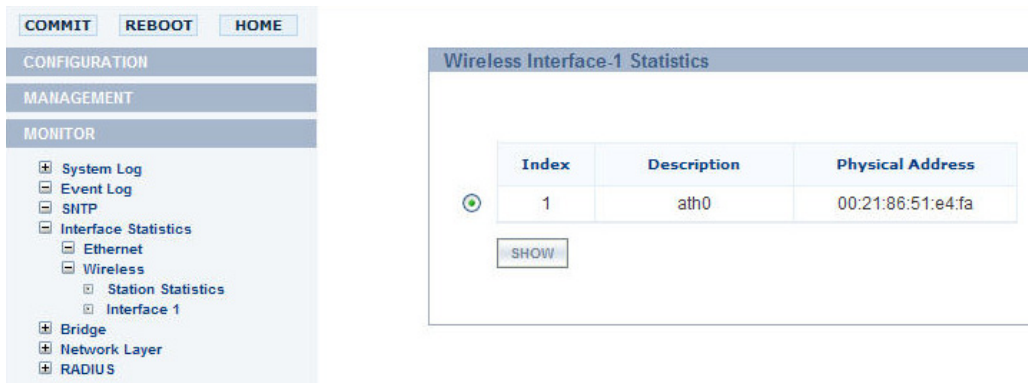 COMMIT REBOOT HOME
CONFIGURATION
MANAGEMENT
MONITOR
System Log
Event Log
SNTP
Interface Statistics
Ethernet
Wireless
Station Statistics
Interface 1
Bridge
Network Layer
RADIUS
Wireless Interface-1 Statistics
Index Description Physical Address
1 ath0 00:21:86:51:e4:fa
SHOW